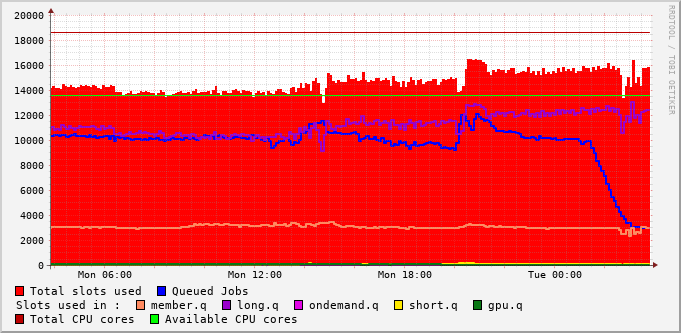 20000
18000
16000
14000
12000
10000
8000
6000
4000
2000
0
Mon 06:00 Mon 12:00 Mon 18:00 Tue 00:00
RRDTOOL / TOBI OETIKER
Total slots used Queued Jobs
Slots used in : member.q long.q ondemand.q short.q gpu.q
Total CPU cores Available CPU cores